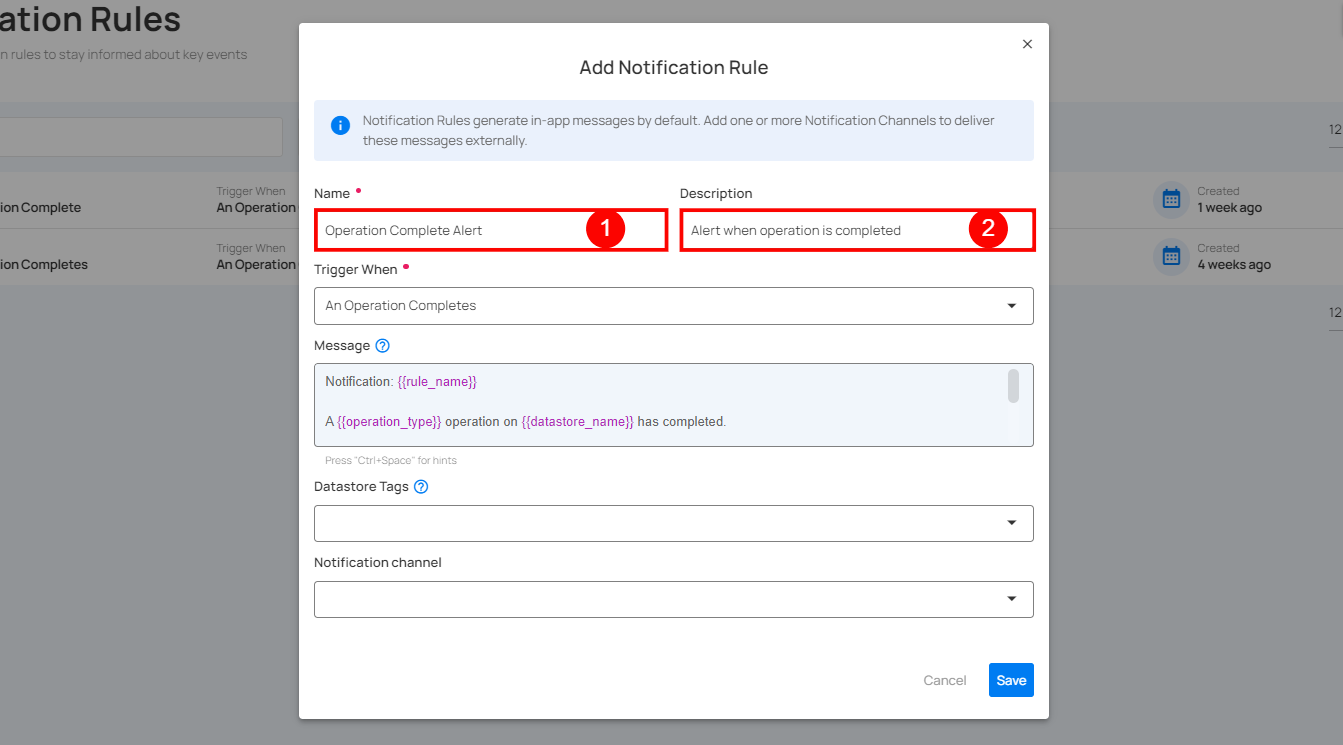 ation Rules
n rules to stay informed about key events
12
Trigger When
ion Complete
An Operation
Created
1 week ago
Trigger When
ion Completes
An Operation
Created
4 weeks ago
12
Add Notification Rule
Notification Rules generate in-app messages by default. Add one or more Notification Channels to deliver
these messages externally.
Name
Description
Operation Complete Alert
1
Alert when operation is completed
2
Trigger When
An Operation Completes
Message
Notification: {{rule_name}}
A {{operation_type}} operation on {{datastore_name}} has completed.
Press "Ctrl+Space" for hints
Datastore Tags
Notification channel
Cancel
Save